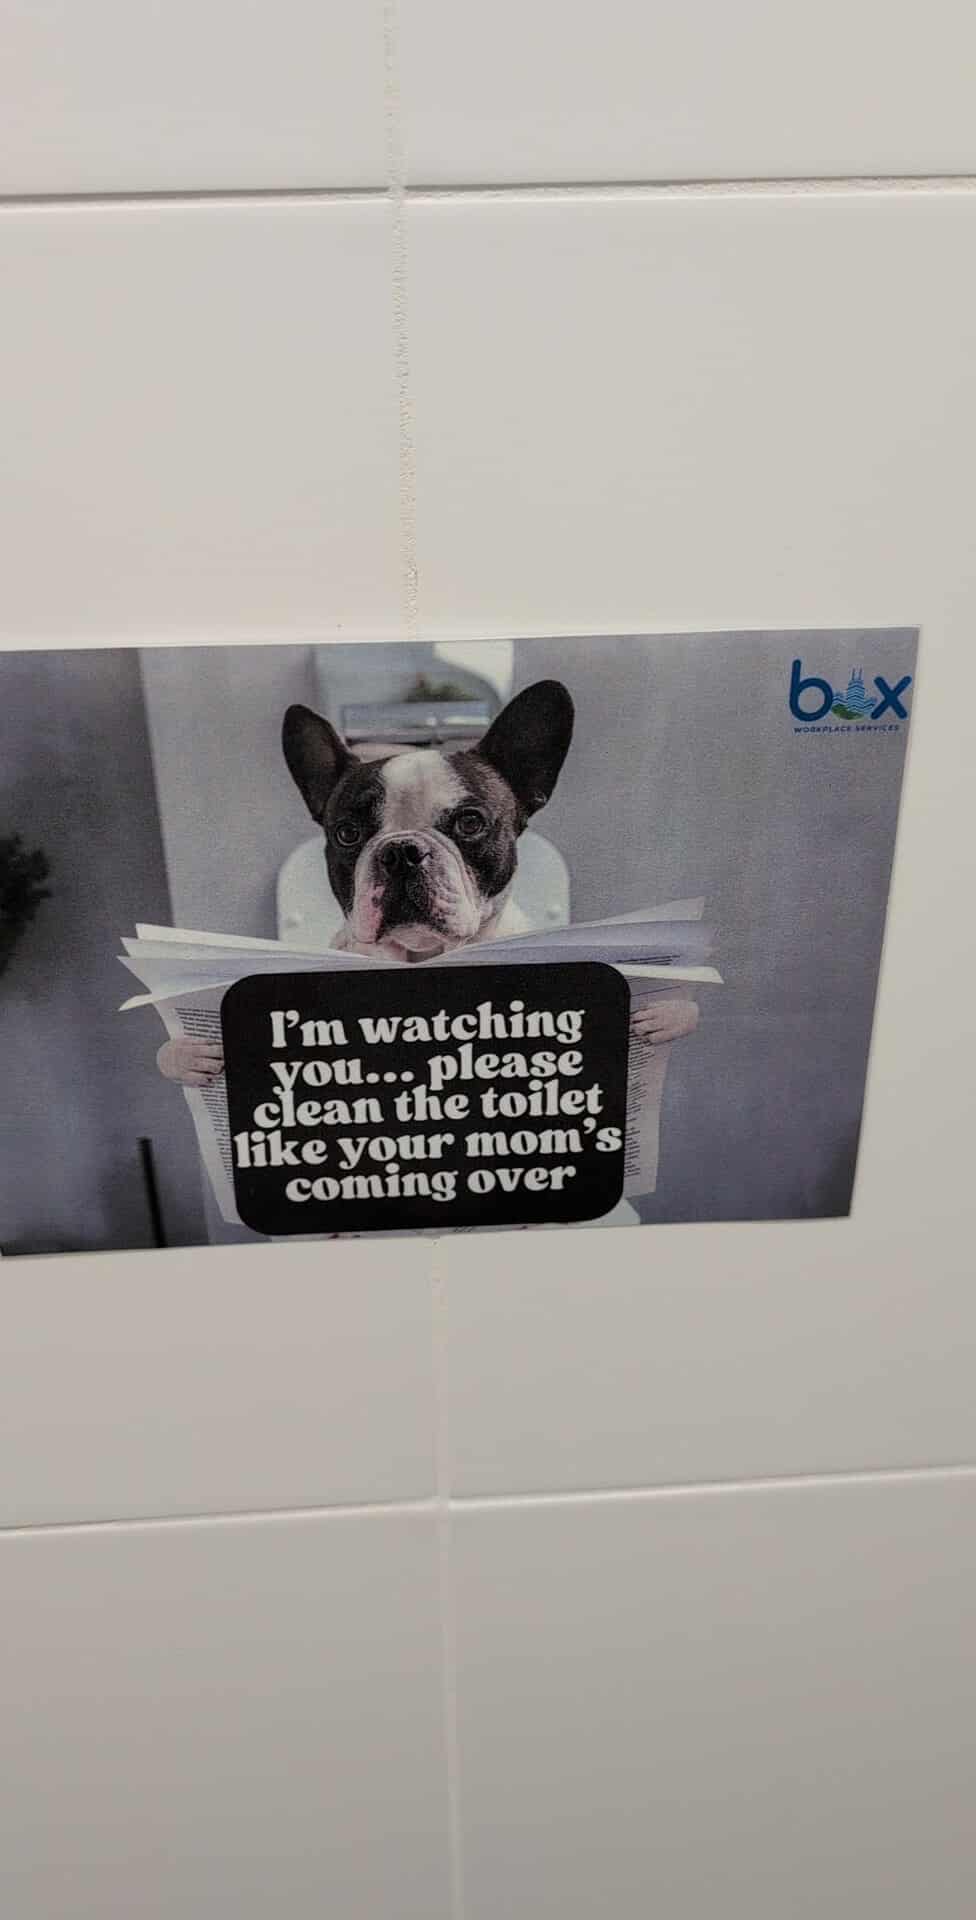 box
WORKPLACE SERVICES
I'm watching
you... please
clean the toilet
like your mom's
coming over